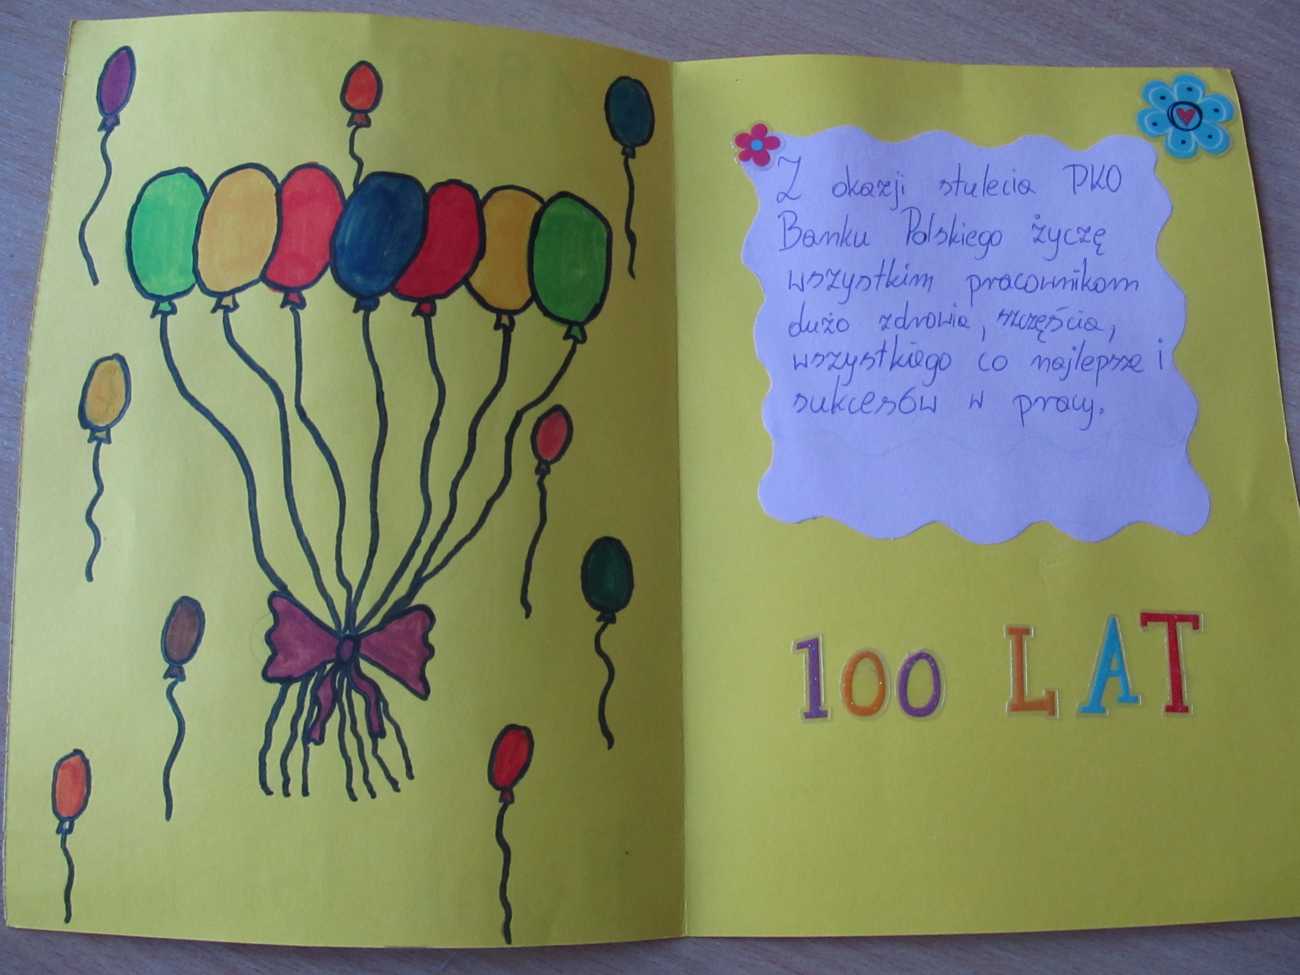 Z okazji stulecia PKO
Banku Polskiego życzę
wszystkim pracownikom
dużo zdrowia, szczęścia,
wszystkiego co najlepsze i
sukcesów w pracy.
100 LAT